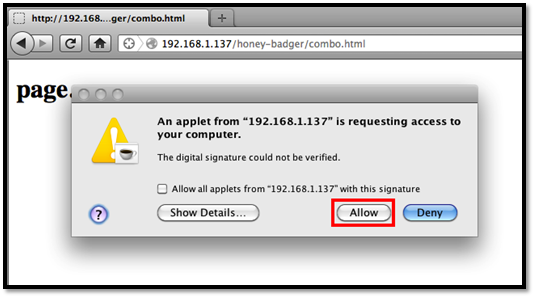 http://192.168....ger/combo.html
192.168.1.137/honey-badger/combo.html
page.
An applet from “192.168.1.137” is requesting access to
your computer.
The digital signature could not be verified.
Allow all applets from “192.168.1.137” with this signature
?
Show Details...
Allow
Deny